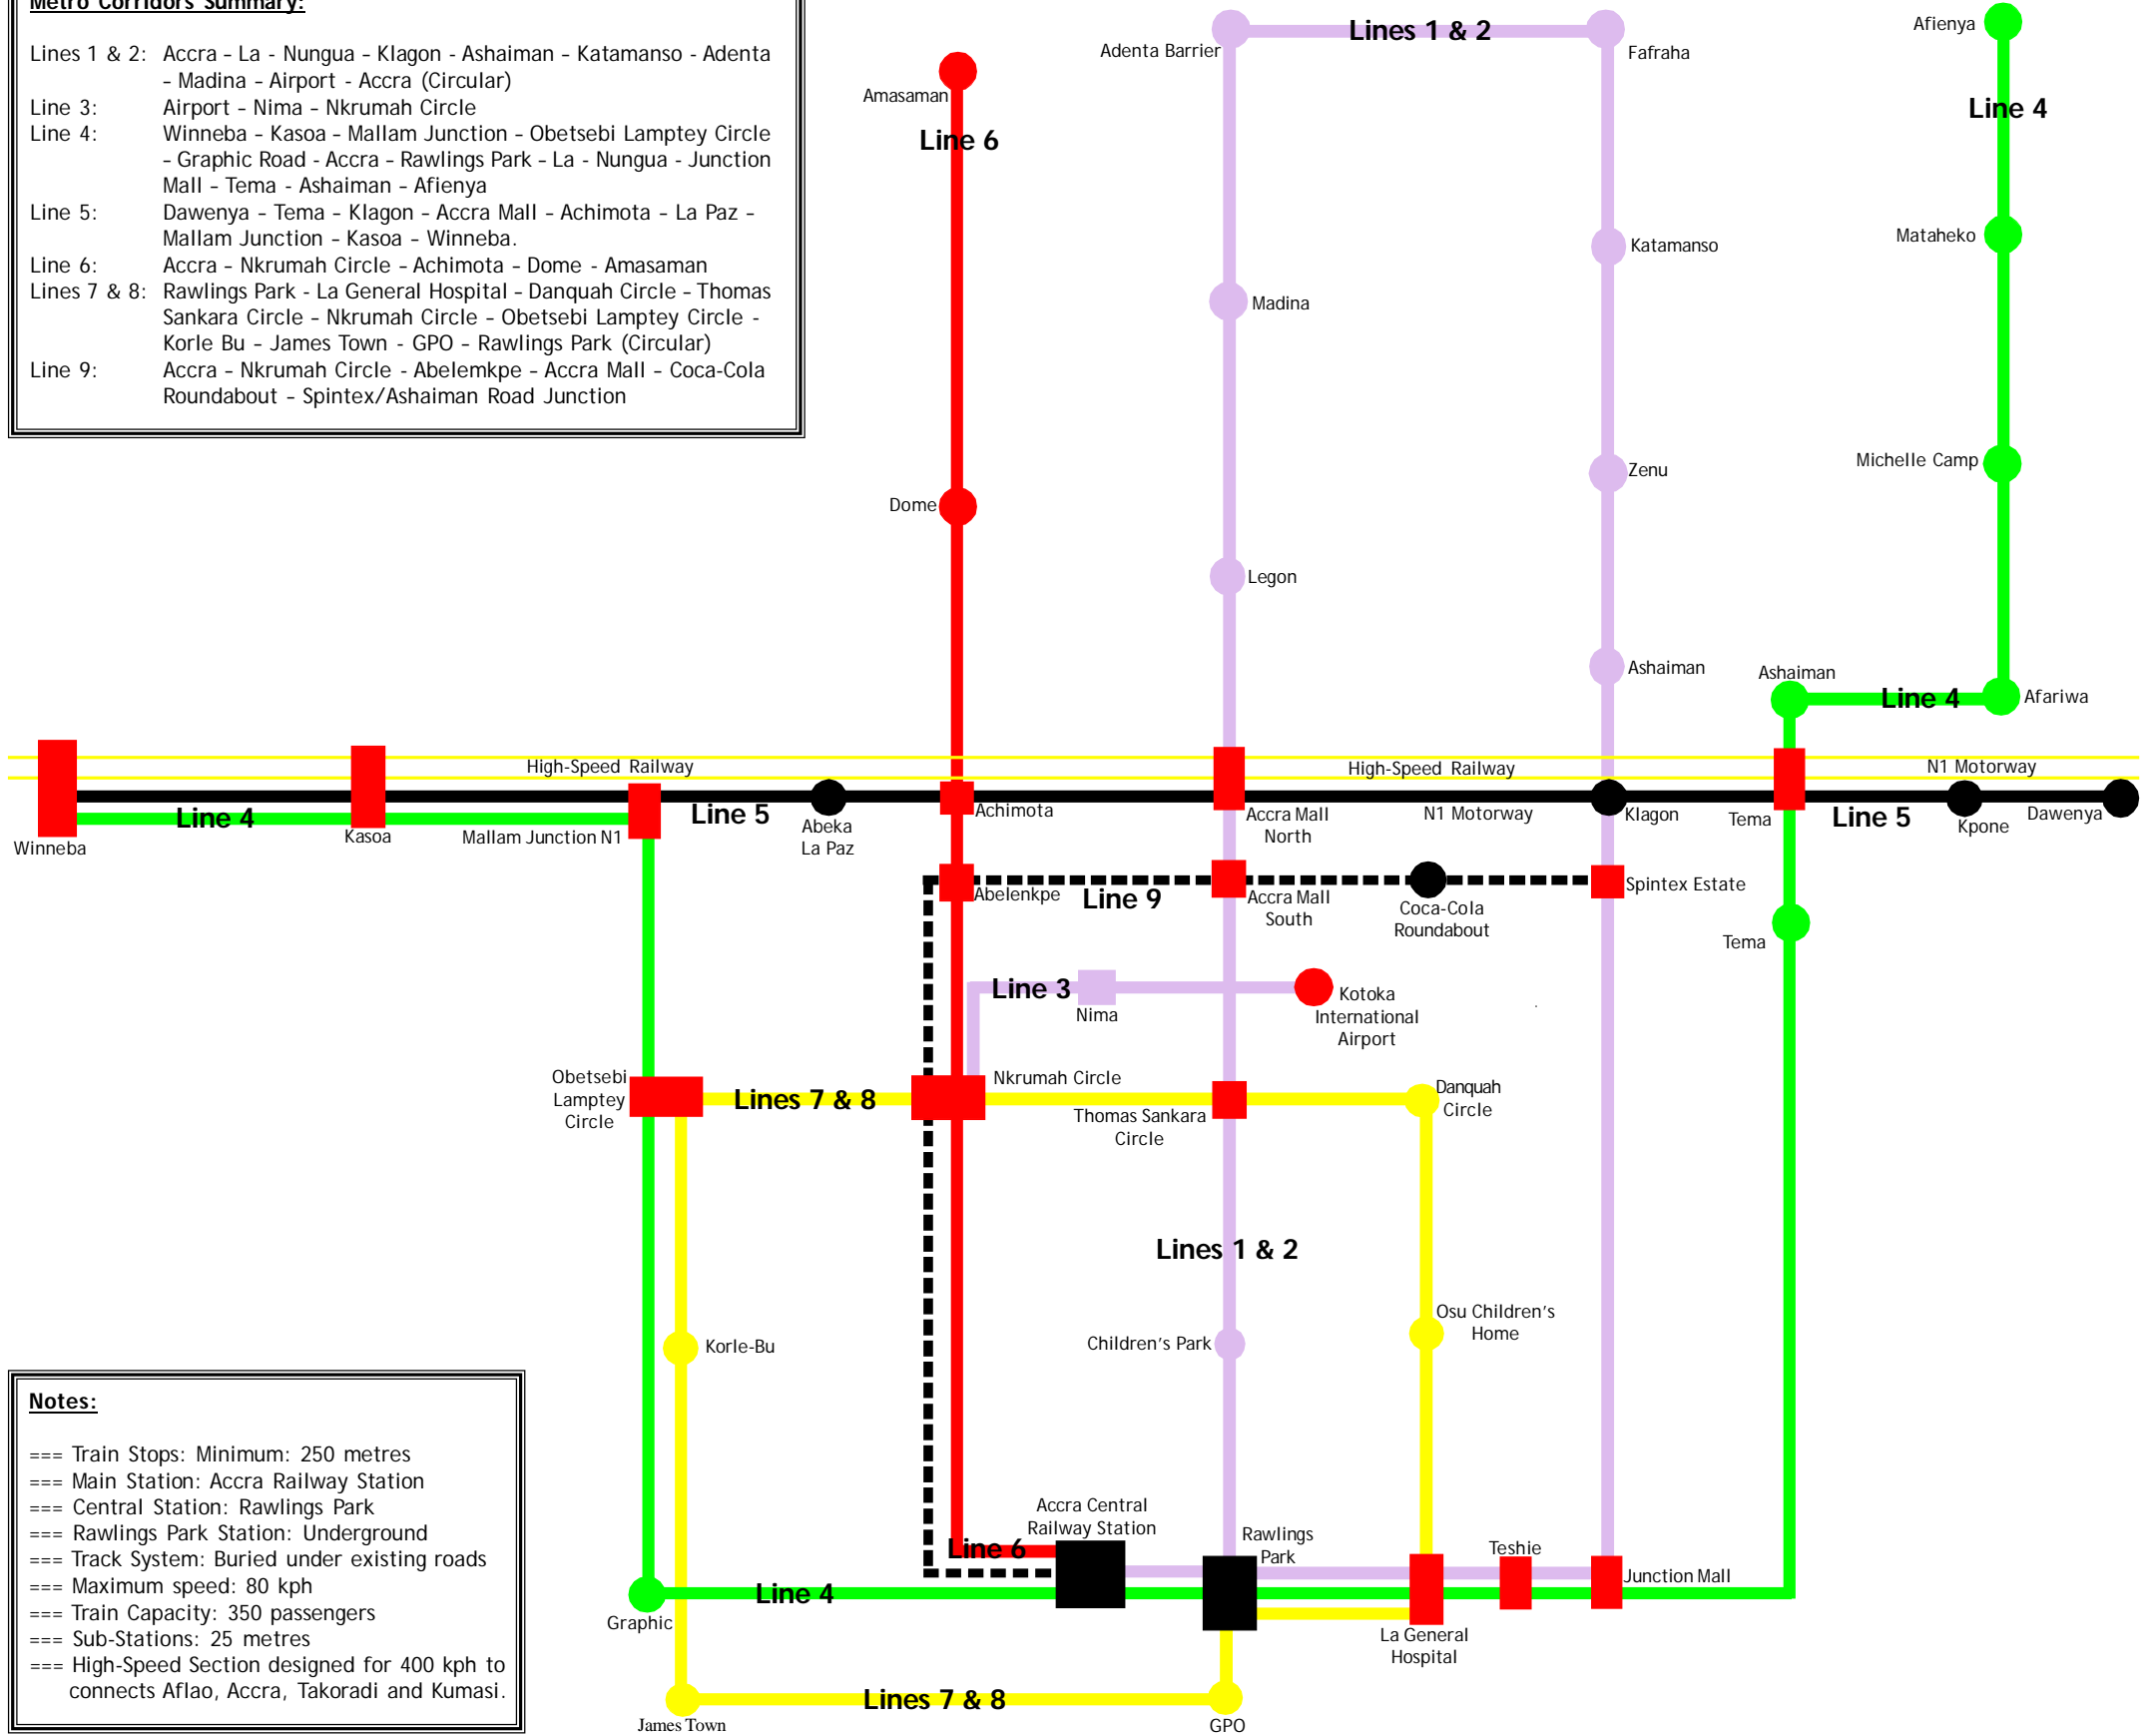 Metro Corridors Summary:
Lines 1 & 2: Accra – La - Nungua – Klagon - Ashaiman – Katamanso - Adenta
– Madina – Airport - Accra (Circular)
Line 3: Airport – Nima – Nkrumah Circle
Line 4: Winneba – Kasoa – Mallam Junction – Obetsebi Lamptey Circle
– Graphic Road - Accra – Rawlings Park – La - Nungua - Junction
Mall – Tema - Ashaiman – Afienya
Line 5: Dawenya – Tema – Klagon – Accra Mall – Achimota – La Paz –
Mallam Junction – Kasoa – Winneba.
Line 6: Accra – Nkrumah Circle – Achimota – Dome - Amasaman
Lines 7 & 8: Rawlings Park - La General Hospital – Danquah Circle – Thomas
Sankara Circle – Nkrumah Circle – Obetsebi Lamptey Circle -
Korle Bu – James Town - GPO – Rawlings Park (Circular)
Line 9: Accra – Nkrumah Circle - Abelemkpe – Accra Mall – Coca-Cola
Roundabout – Spintex/Ashaiman Road Junction
Adenta Barrier
Lines 1 & 2
Fafraha
Afienya
Amasaman
Line 6
Line 4
Mataheko
Katamanso
Madina
Michelle Camp
Zenu
Dome
Legon
Ashaiman
Ashaiman
Line 4
Afariwa
High-Speed Railway
High-Speed Railway
N1 Motorway
Winneba
Line 4
Kasoa
Mallam Junction N1
Line 5
Abeka
La Paz
Achimota
Accra Mall
North
N1 Motorway
Klagon
Tema
Line 5
Kpone
Dawenya
Abelenkpe
Line 9
Accra Mall
South
Coca-Cola
Roundabout
Spintex Estate
Tema
Line 3
Nima
Kotoka
International
Airport
Obetsebi
Lamptey
Circle
Lines 7 & 8
Nkrumah Circle
Thomas Sankara
Circle
Danquah
Circle
Lines 1 & 2
Korle-Bu
Children's Park
Osu Children's
Home
Accra Central
Railway Station
Line 6
Rawlings
Park
Teshie
Junction Mall
Graphic
Line 4
La General
Hospital
James Town
Lines 7 & 8
GPO
Notes:
=== Train Stops: Minimum: 250 metres
=== Main Station: Accra Railway Station
=== Central Station: Rawlings Park
=== Rawlings Park Station: Underground
=== Track System: Buried under existing roads
=== Maximum speed: 80 kph
=== Train Capacity: 350 passengers
=== Sub-Stations: 25 metres
=== High-Speed Section designed for 400 kph to
connects Aflao, Accra, Takoradi and Kumasi.